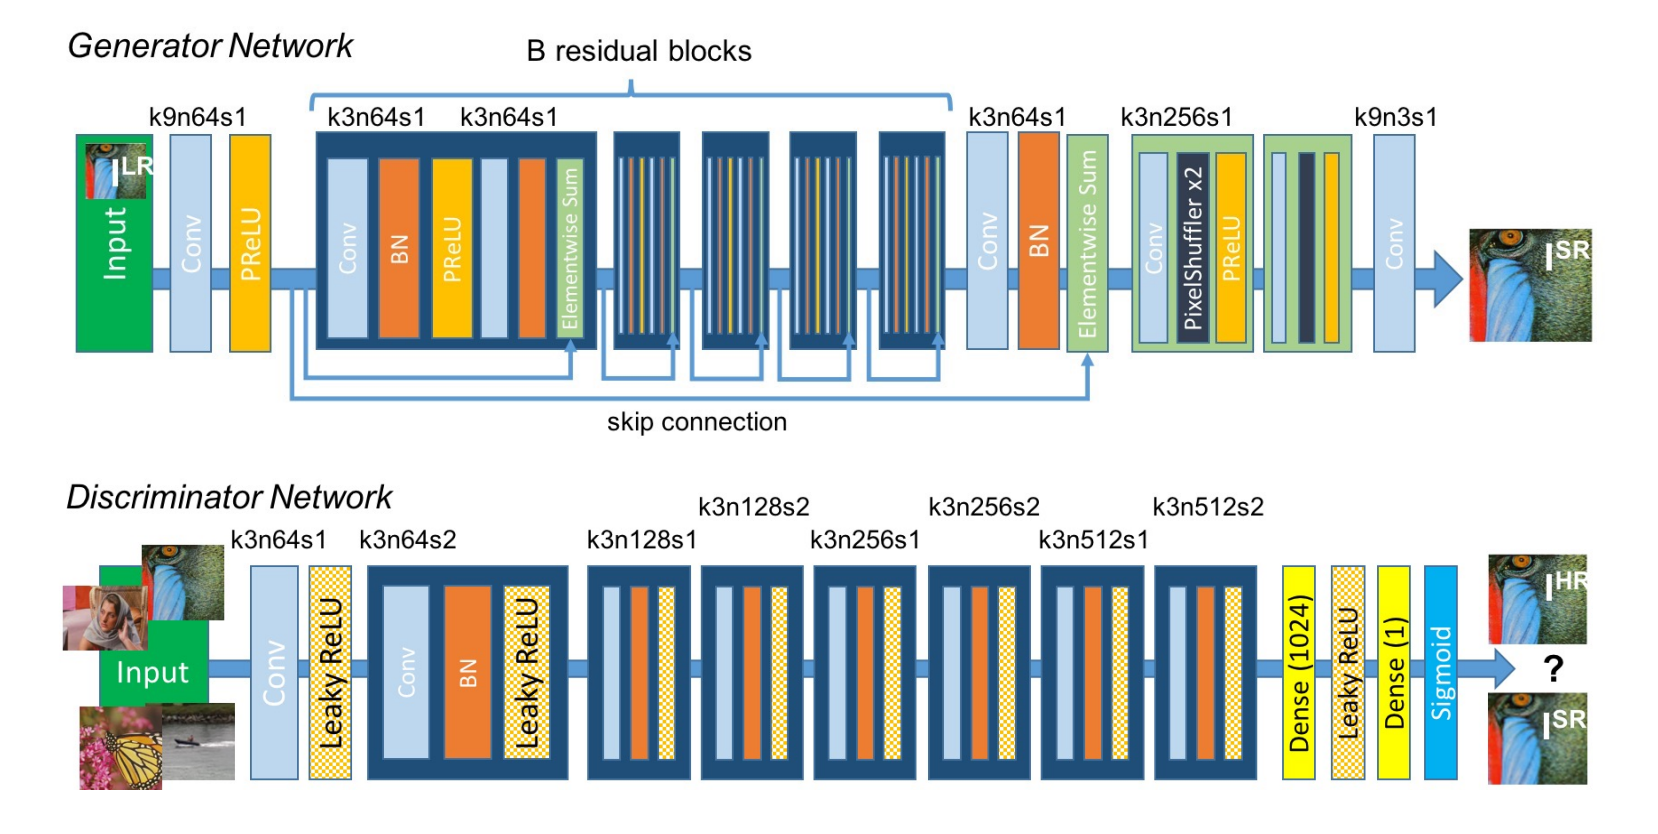 Generator Network
B residual blocks
k9n64s1
k3n64s1
k3n64s1
k3n64s1
k3n256s1
k9n3s1
I^LR
Input
Conv
PReLU
Conv
BN
PReLU
Elementwise Sum
Conv
BN
Elementwise Sum
Conv
PixelShuffler x2
PReLU
Conv
I^SR
skip connection
Discriminator Network
k3n64s1
k3n64s2
k3n128s1
k3n128s2
k3n256s1
k3n256s2
k3n512s1
k3n512s2
Input
Conv
Leaky ReLU
Conv
BN
Leaky ReLU
Dense (1024)
Leaky ReLU
Dense (1)
Sigmoid
I^HR
?
I^SR